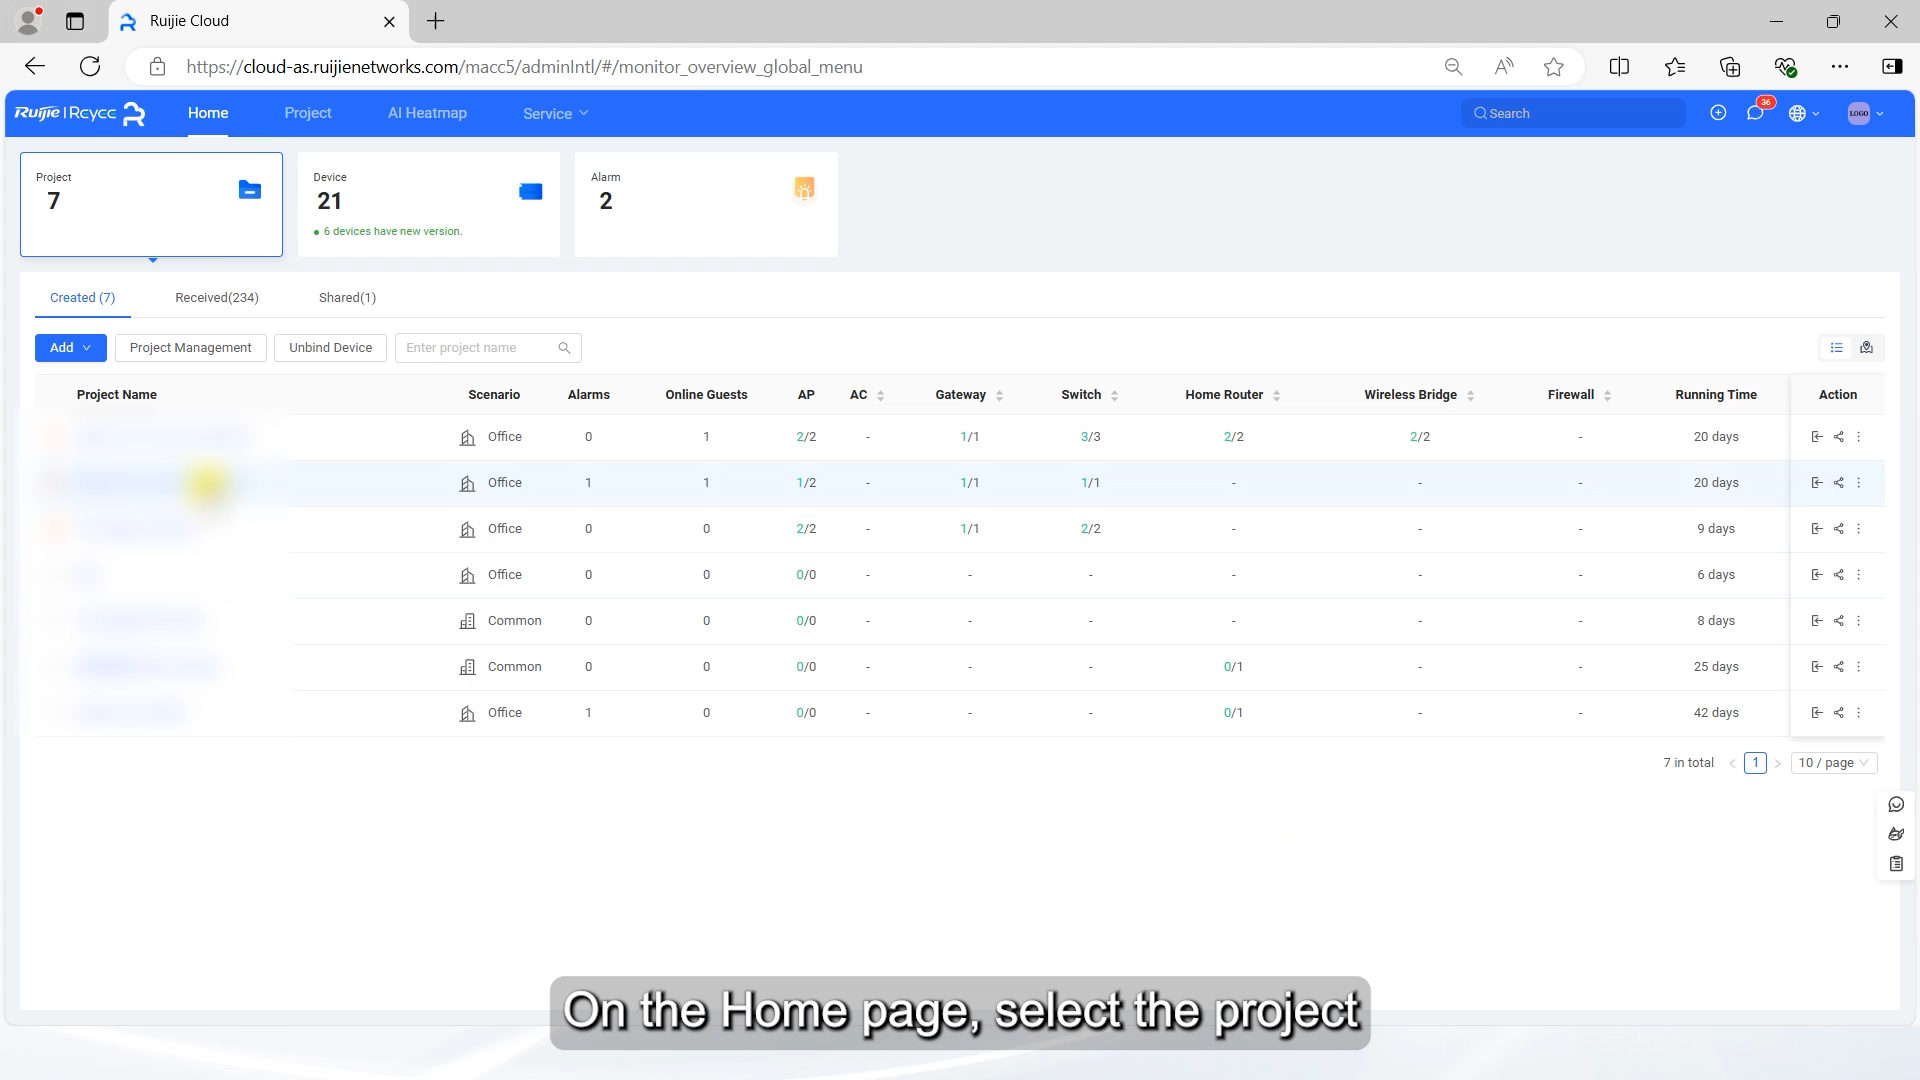 Ruijie Cloud
https://cloud-as.ruijienetworks.com/macc5/adminIntl/#/monitor_overview_global_menu
Ruijie | Rcycc Home Project AI Heatmap Service Search 36 LOGO
Project
7
Device
21
6 devices have new version.
Alarm
2
Created (7) Received(234) Shared(1)
Add Project Management Unbind Device Enter project name
Project Name Scenario Alarms Online Guests AP AC Gateway Switch Home Router Wireless Bridge Firewall Running Time Action
Office 0 1 2/2 - 1/1 3/3 2/2 2/2 - 20 days
Office 1 1 1/2 - 1/1 1/1 - - - 20 days
Office 0 0 2/2 - 1/1 2/2 - - - 9 days
Office 0 0 0/0 - - - - - - 6 days
Common 0 0 0/0 - - - - - - 8 days
Common 0 0 0/0 - - - 0/1 - - 25 days
Office 1 0 0/0 - - - 0/1 - - 42 days
7 in total < 1 > 10 / page
On the Home page, select the project